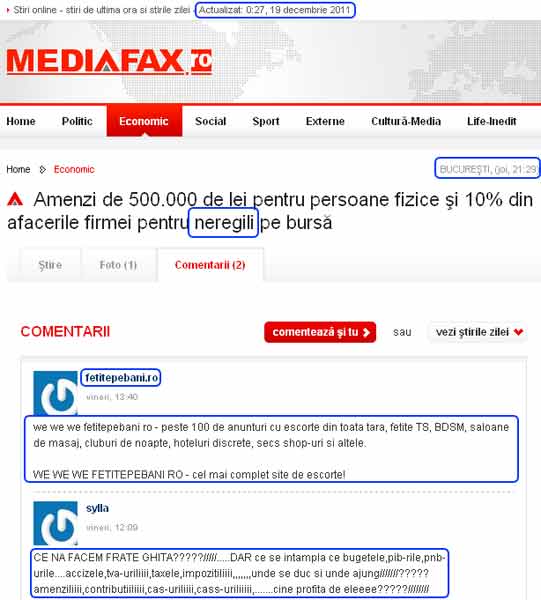 Stiri online - stiri de ultima ora si stirile zilei - Actualizat: 0:27, 19 decembrie 2011
MEDIAFAX.ro
Home Politic Economic Social Sport Externe Cultură-Media Life-Inedit
Home Economic BUCUREŞTI, (joi, 21:29)
Amenzi de 500.000 de lei pentru persoane fizice şi 10% din
afacerile firmei pentru neregili pe bursă
Ştire Foto (1) Comentarii (2)
COMENTARII comentează şi tu sau vezi ştirile zilei
fetitepebani.ro
vineri, 13:40
we we we fetitepebani ro - peste 100 de anunturi cu escorte din toata tara, fetite TS, BDSM, saloane
de masaj, cluburi de noapte, hoteluri discrete, secs shop-uri si altele.
WE WE WE FETITEPEBANI RO - cel mai complet site de escorte!
sylla
vineri, 12:09
CE NA FACEM FRATE GHITA?????/////.....DAR ce se intampla ce bugetele,pib-rile,pnb-
urile....accizele,tva-uriliiii,taxele,impozitiliiii,,,,,,,unde se duc si unde ajung///////?????
amenziliiii,contributiiliiiii,cas-uriliiiii,cass-uriliiiiii,.......cine profita de eleeee?????////////